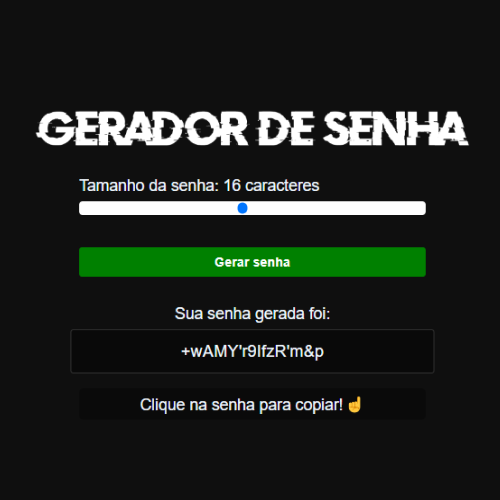 GERADOR DE SENHA
Tamanho da senha: 16 caracteres
Gerar senha
Sua senha gerada foi:
+wAMY'r9IfzR'm&p
Clique na senha para copiar! ☝